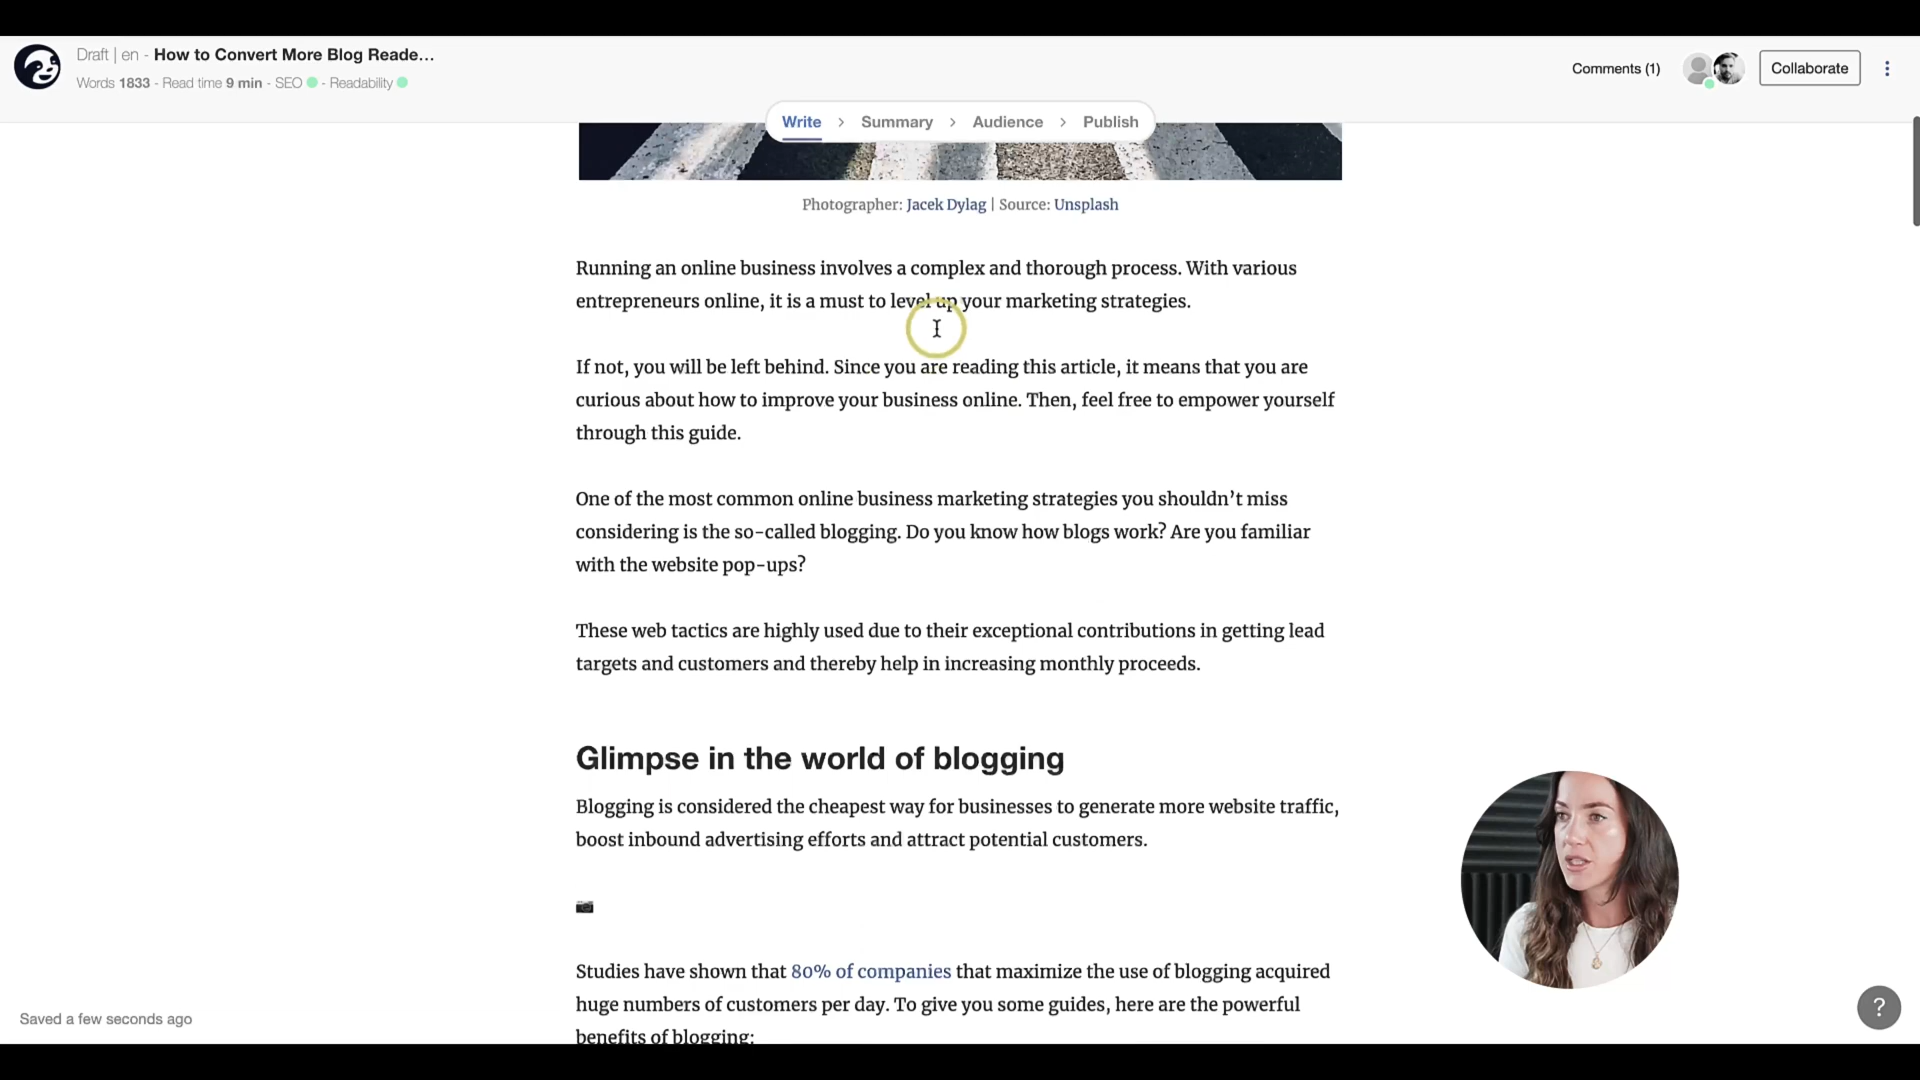 Draft | en - How to Convert More Blog Reade…
Words 1833 - Read time 9 min - SEO - Readability
Comments (1)
Collaborate
Write > Summary > Audience > Publish
Photographer: Jacek Dylag | Source: Unsplash
Running an online business involves a complex and thorough process. With various
entrepreneurs online, it is a must to level up your marketing strategies.
If not, you will be left behind. Since you are reading this article, it means that you are
curious about how to improve your business online. Then, feel free to empower yourself
through this guide.
One of the most common online business marketing strategies you shouldn’t miss
considering is the so-called blogging. Do you know how blogs work? Are you familiar
with the website pop-ups?
These web tactics are highly used due to their exceptional contributions in getting lead
targets and customers and thereby help in increasing monthly proceeds.
Glimpse in the world of blogging
Blogging is considered the cheapest way for businesses to generate more website traffic,
boost inbound advertising efforts and attract potential customers.
Studies have shown that 80% of companies that maximize the use of blogging acquired
huge numbers of customers per day. To give you some guides, here are the powerful
benefits of blogging:
Saved a few seconds ago
?